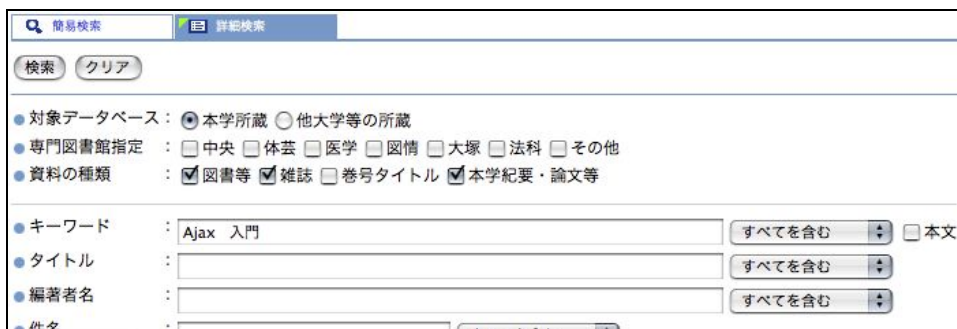 簡易検索 詳細検索
検索 クリア
対象データベース： 本学所蔵 他大学等の所蔵
専門図書館指定 ： 中央 体芸 医学 図情 大塚 法科 その他
資料の種類 ： 図書等 雑誌 巻号タイトル 本学紀要・論文等
キーワード ： Ajax 入門 すべてを含む 本文
タイトル ： すべてを含む
編著者名 ： すべてを含む
件名